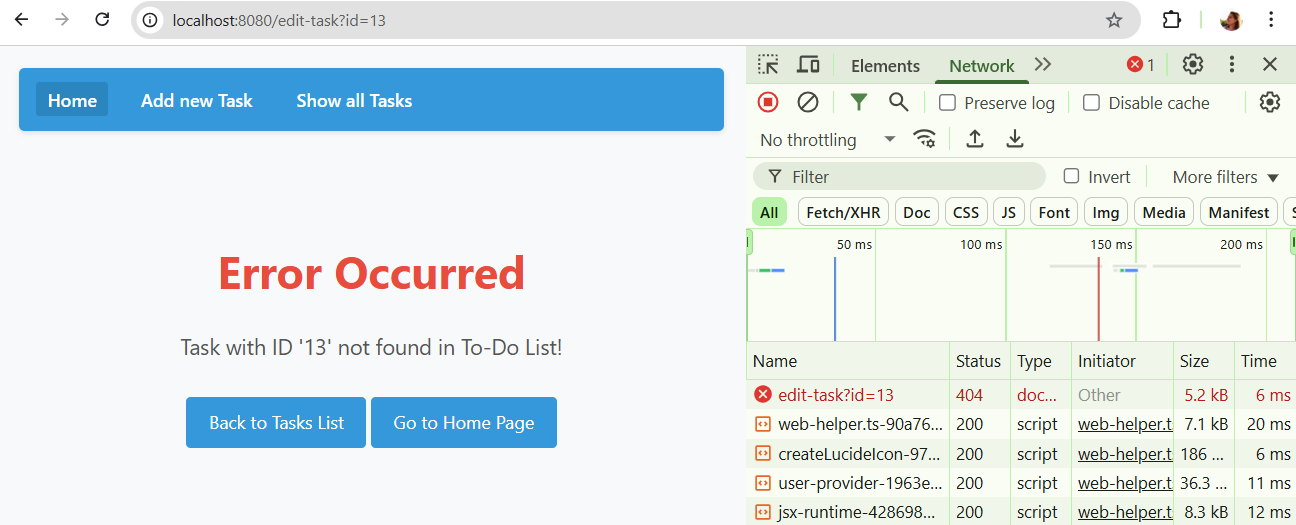 localhost:8080/edit-task?id=13
Home Add new Task Show all Tasks
Error Occurred
Task with ID '13' not found in To-Do List!
Back to Tasks List Go to Home Page
Elements Network 1
Preserve log Disable cache
No throttling
Filter Invert More filters
All Fetch/XHR Doc CSS JS Font Img Media Manifest S
50 ms 100 ms 150 ms 200 ms
Name Status Type Initiator Size Time
edit-task?id=13 404 doc... Other 5.2 kB 6 ms
web-helper.ts-90a76... 200 script web-helper.ts 7.1 kB 20 ms
createLucideIcon-97... 200 script web-helper.ts 186 ... 6 ms
user-provider-1963e... 200 script web-helper.ts 36.3 ... 11 ms
jsx-runtime-428698... 200 script web-helper.ts 8.3 kB 12 ms